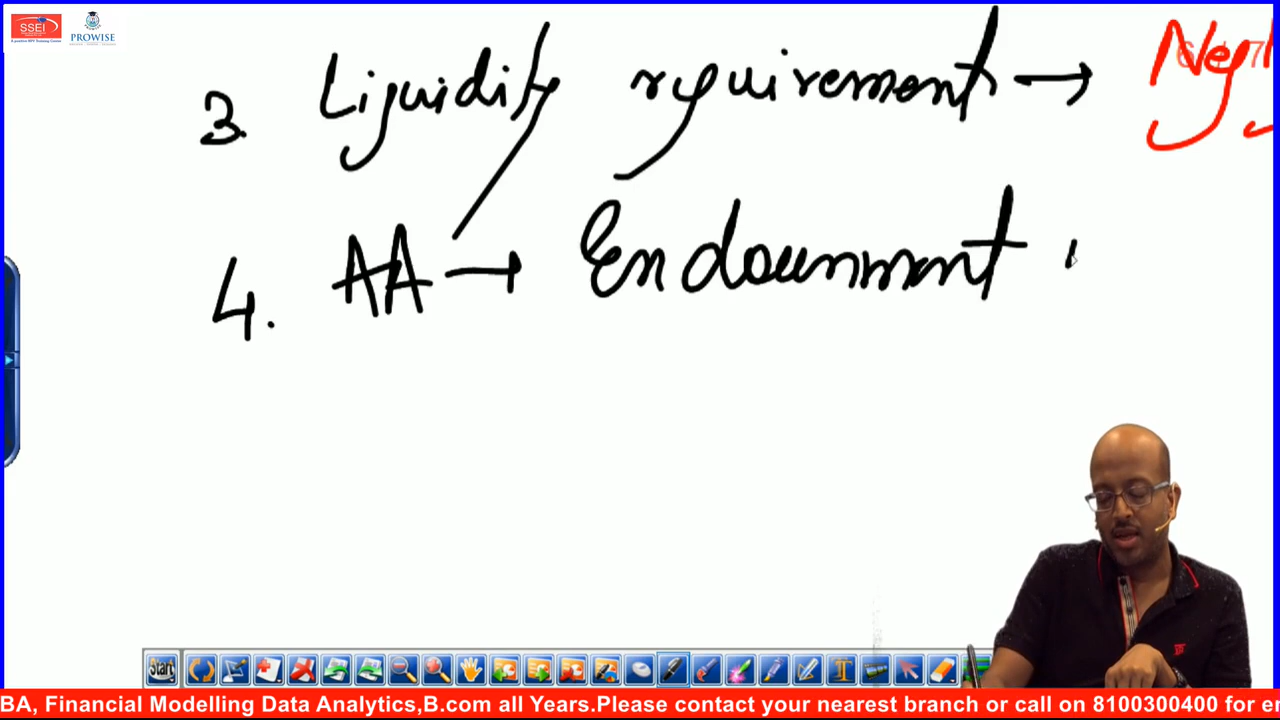 SSEI
PROWISE
3. Liquidity requirement →
4. AA → Endowment
Start
BA, Financial Modelling Data Analytics,B.com all Years.Please contact your nearest branch or call on 8100300400 for en